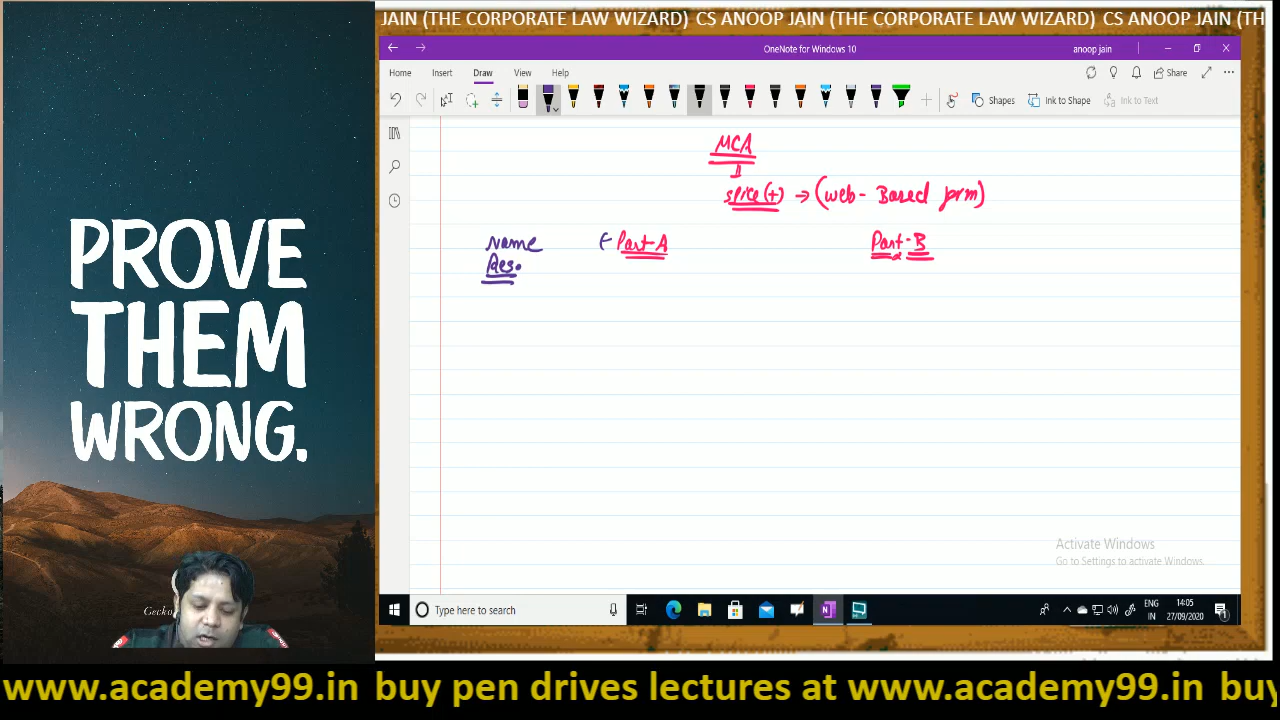 JAIN (THE CORPORATE LAW WIZARD) CS ANOOP JAIN (THE CORPORATE LAW WIZARD) CS ANOOP JAIN (TH
OneNote for Windows 10
anoop jain
Home Insert Draw View Help
Share
Shapes
Ink to Shape
Ink to Text
MCA
spice(+) → (web-Based form)
Name ← Part-A Part-B
Res.
PROVE
THEM
WRONG.
Gecko
Activate Windows
Go to Settings to activate Windows.
Type here to search
ENG
IN
14:05
27/09/2020
www.academy99.in buy pen drives lectures at www.academy99.in buy